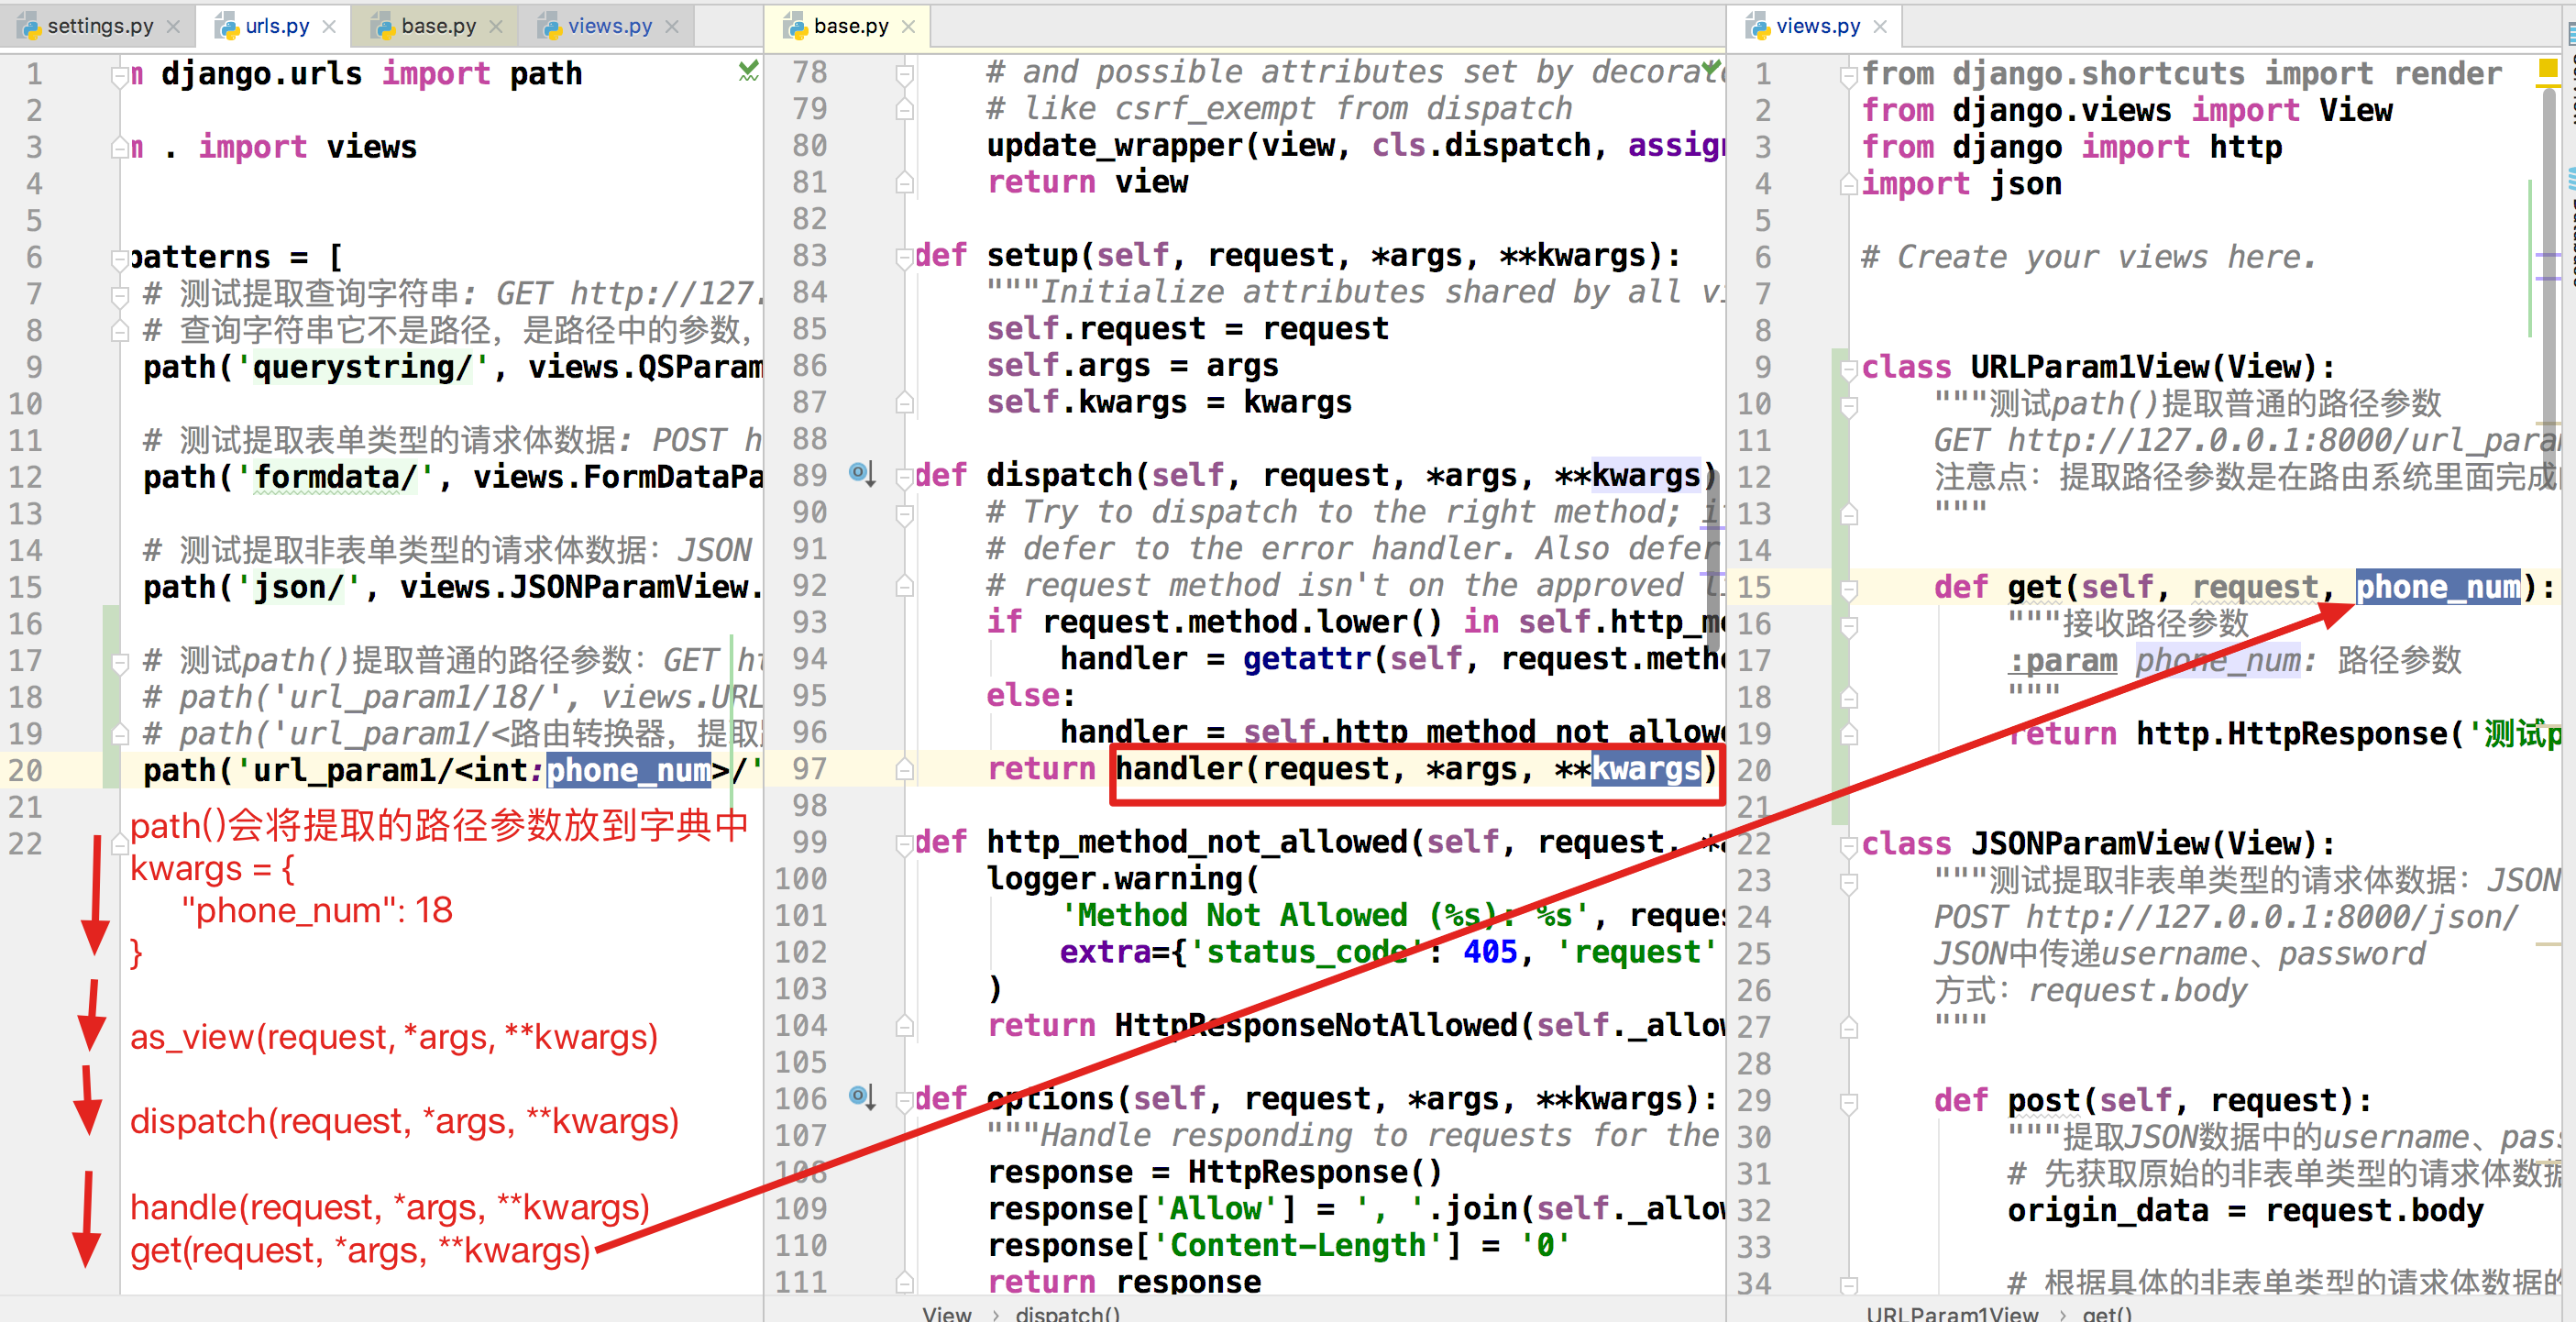 settings.py
urls.py
base.py
views.py
1 m django.urls import path
2
3 m . import views
4
5
6 patterns = [
7 # 测试提取查询字符串: GET http://127.
8 # 查询字符串它不是路径，是路径中的参数，
9 path('querystring/', views.QSParam
10
11 # 测试提取表单类型的请求体数据: POST h
12 path('formdata/', views.FormDataPa
13
14 # 测试提取非表单类型的请求体数据：JSON
15 path('json/', views.JSONParamView.
16
17 # 测试path()提取普通的路径参数：GET ht
18 # path('url_param1/18/', views.URL
19 # path('url_param1/<路由转换器，提取
20 path('url_param1/<int:phone_num>/'
21
22
path()会将提取的路径参数放到字典中
kwargs = {
"phone_num": 18
}
as_view(request, *args, **kwargs)
dispatch(request, *args, **kwargs)
handle(request, *args, **kwargs)
get(request, *args, **kwargs)
base.py
78 # and possible attributes set by decorat
79 # like csrf_exempt from dispatch
80 update_wrapper(view, cls.dispatch, assign
81 return view
82
83 def setup(self, request, *args, **kwargs):
84 """Initialize attributes shared by all vi
85 self.request = request
86 self.args = args
87 self.kwargs = kwargs
88
89 def dispatch(self, request, *args, **kwargs)
90 # Try to dispatch to the right method; i
91 # defer to the error handler. Also defer
92 # request method isn't on the approved l
93 if request.method.lower() in self.http_m
94 handler = getattr(self, request.meth
95 else:
96 handler = self.http_method_not_allowe
97 return handler(request, *args, **kwargs)
98
99 def http_method_not_allowed(self, request, *a
100 logger.warning(
101 'Method Not Allowed (%s): %s', reques
102 extra={'status_code': 405, 'request'
103 )
104 return HttpResponseNotAllowed(self._allow
105
106 def options(self, request, *args, **kwargs):
107 """Handle responding to requests for the
108 response = HttpResponse()
109 response['Allow'] = ', '.join(self._allow
110 response['Content-Length'] = '0'
111 return response
View › dispatch()
views.py
1 from django.shortcuts import render
2 from django.views import View
3 from django import http
4 import json
5
6 # Create your views here.
7
8
9 class URLParam1View(View):
10 """测试path()提取普通的路径参数
11 GET http://127.0.0.1:8000/url_param
12 注意点：提取路径参数是在路由系统里面完成
13 """
14
15 def get(self, request, phone_num):
16 """接收路径参数
17 :param phone_num: 路径参数
18 """
19 return http.HttpResponse('测试p
20
21
22 class JSONParamView(View):
23 """测试提取非表单类型的请求体数据：JSON
24 POST http://127.0.0.1:8000/json/
25 JSON中传递username、password
26 方式：request.body
27 """
28
29 def post(self, request):
30 """提取JSON数据中的username、pass
31 # 先获取原始的非表单类型的请求体数据
32 origin_data = request.body
33
34 # 根据具体的非表单类型的请求体数据的
URLParam1View › get()